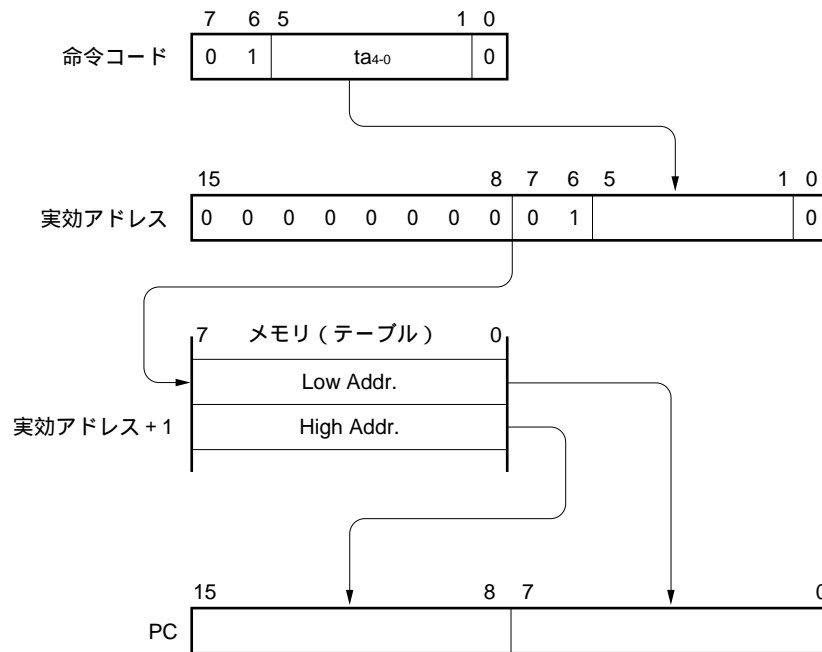 7 6 5 1 0
命令コード 0 1 ta4-0 0
15 8 7 6 5 1 0
実効アドレス 0 0 0 0 0 0 0 0 0 1 0
7 メモリ（テーブル） 0
Low Addr.
実効アドレス+1 High Addr.
15 8 7 0
PC